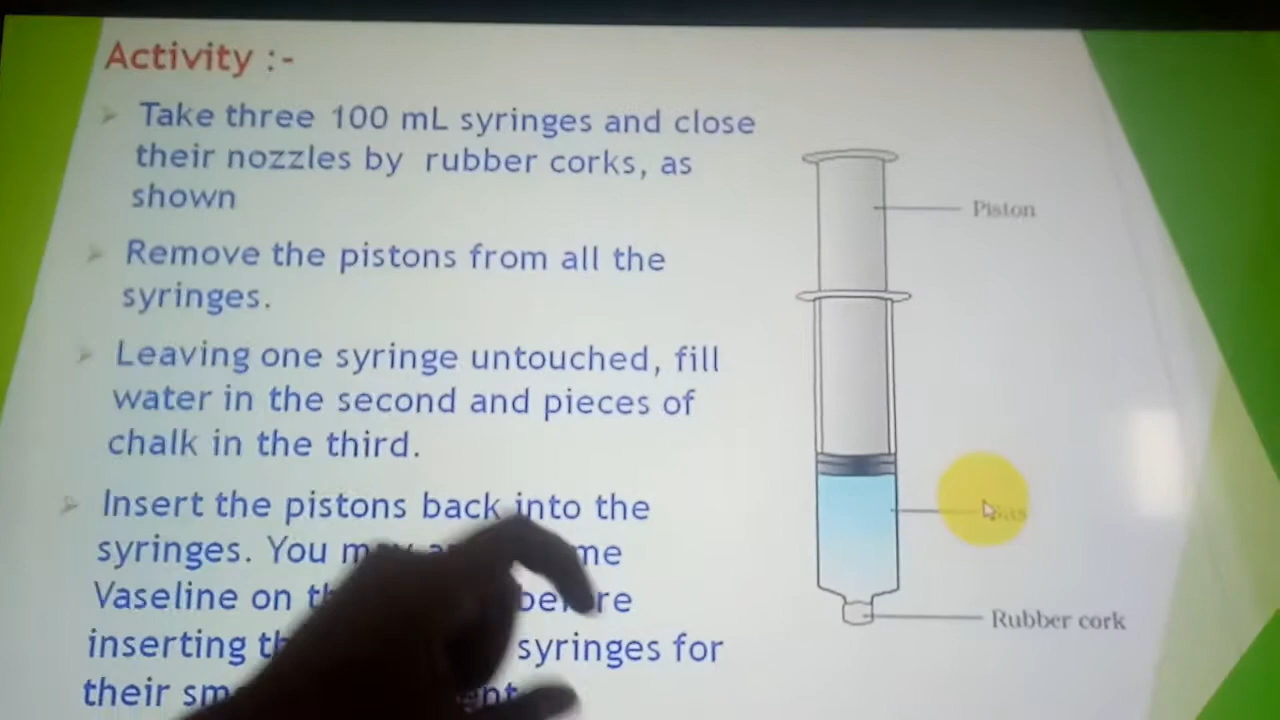 Activity :-
Take three 100 mL syringes and close
their nozzles by rubber corks, as
shown
Remove the pistons from all the
syringes.
Leaving one syringe untouched, fill
water in the second and pieces of
chalk in the third.
Insert the pistons back into the
syringes. You
Vaseline on before
inserting syringes for
their
Piston
Rubber cork